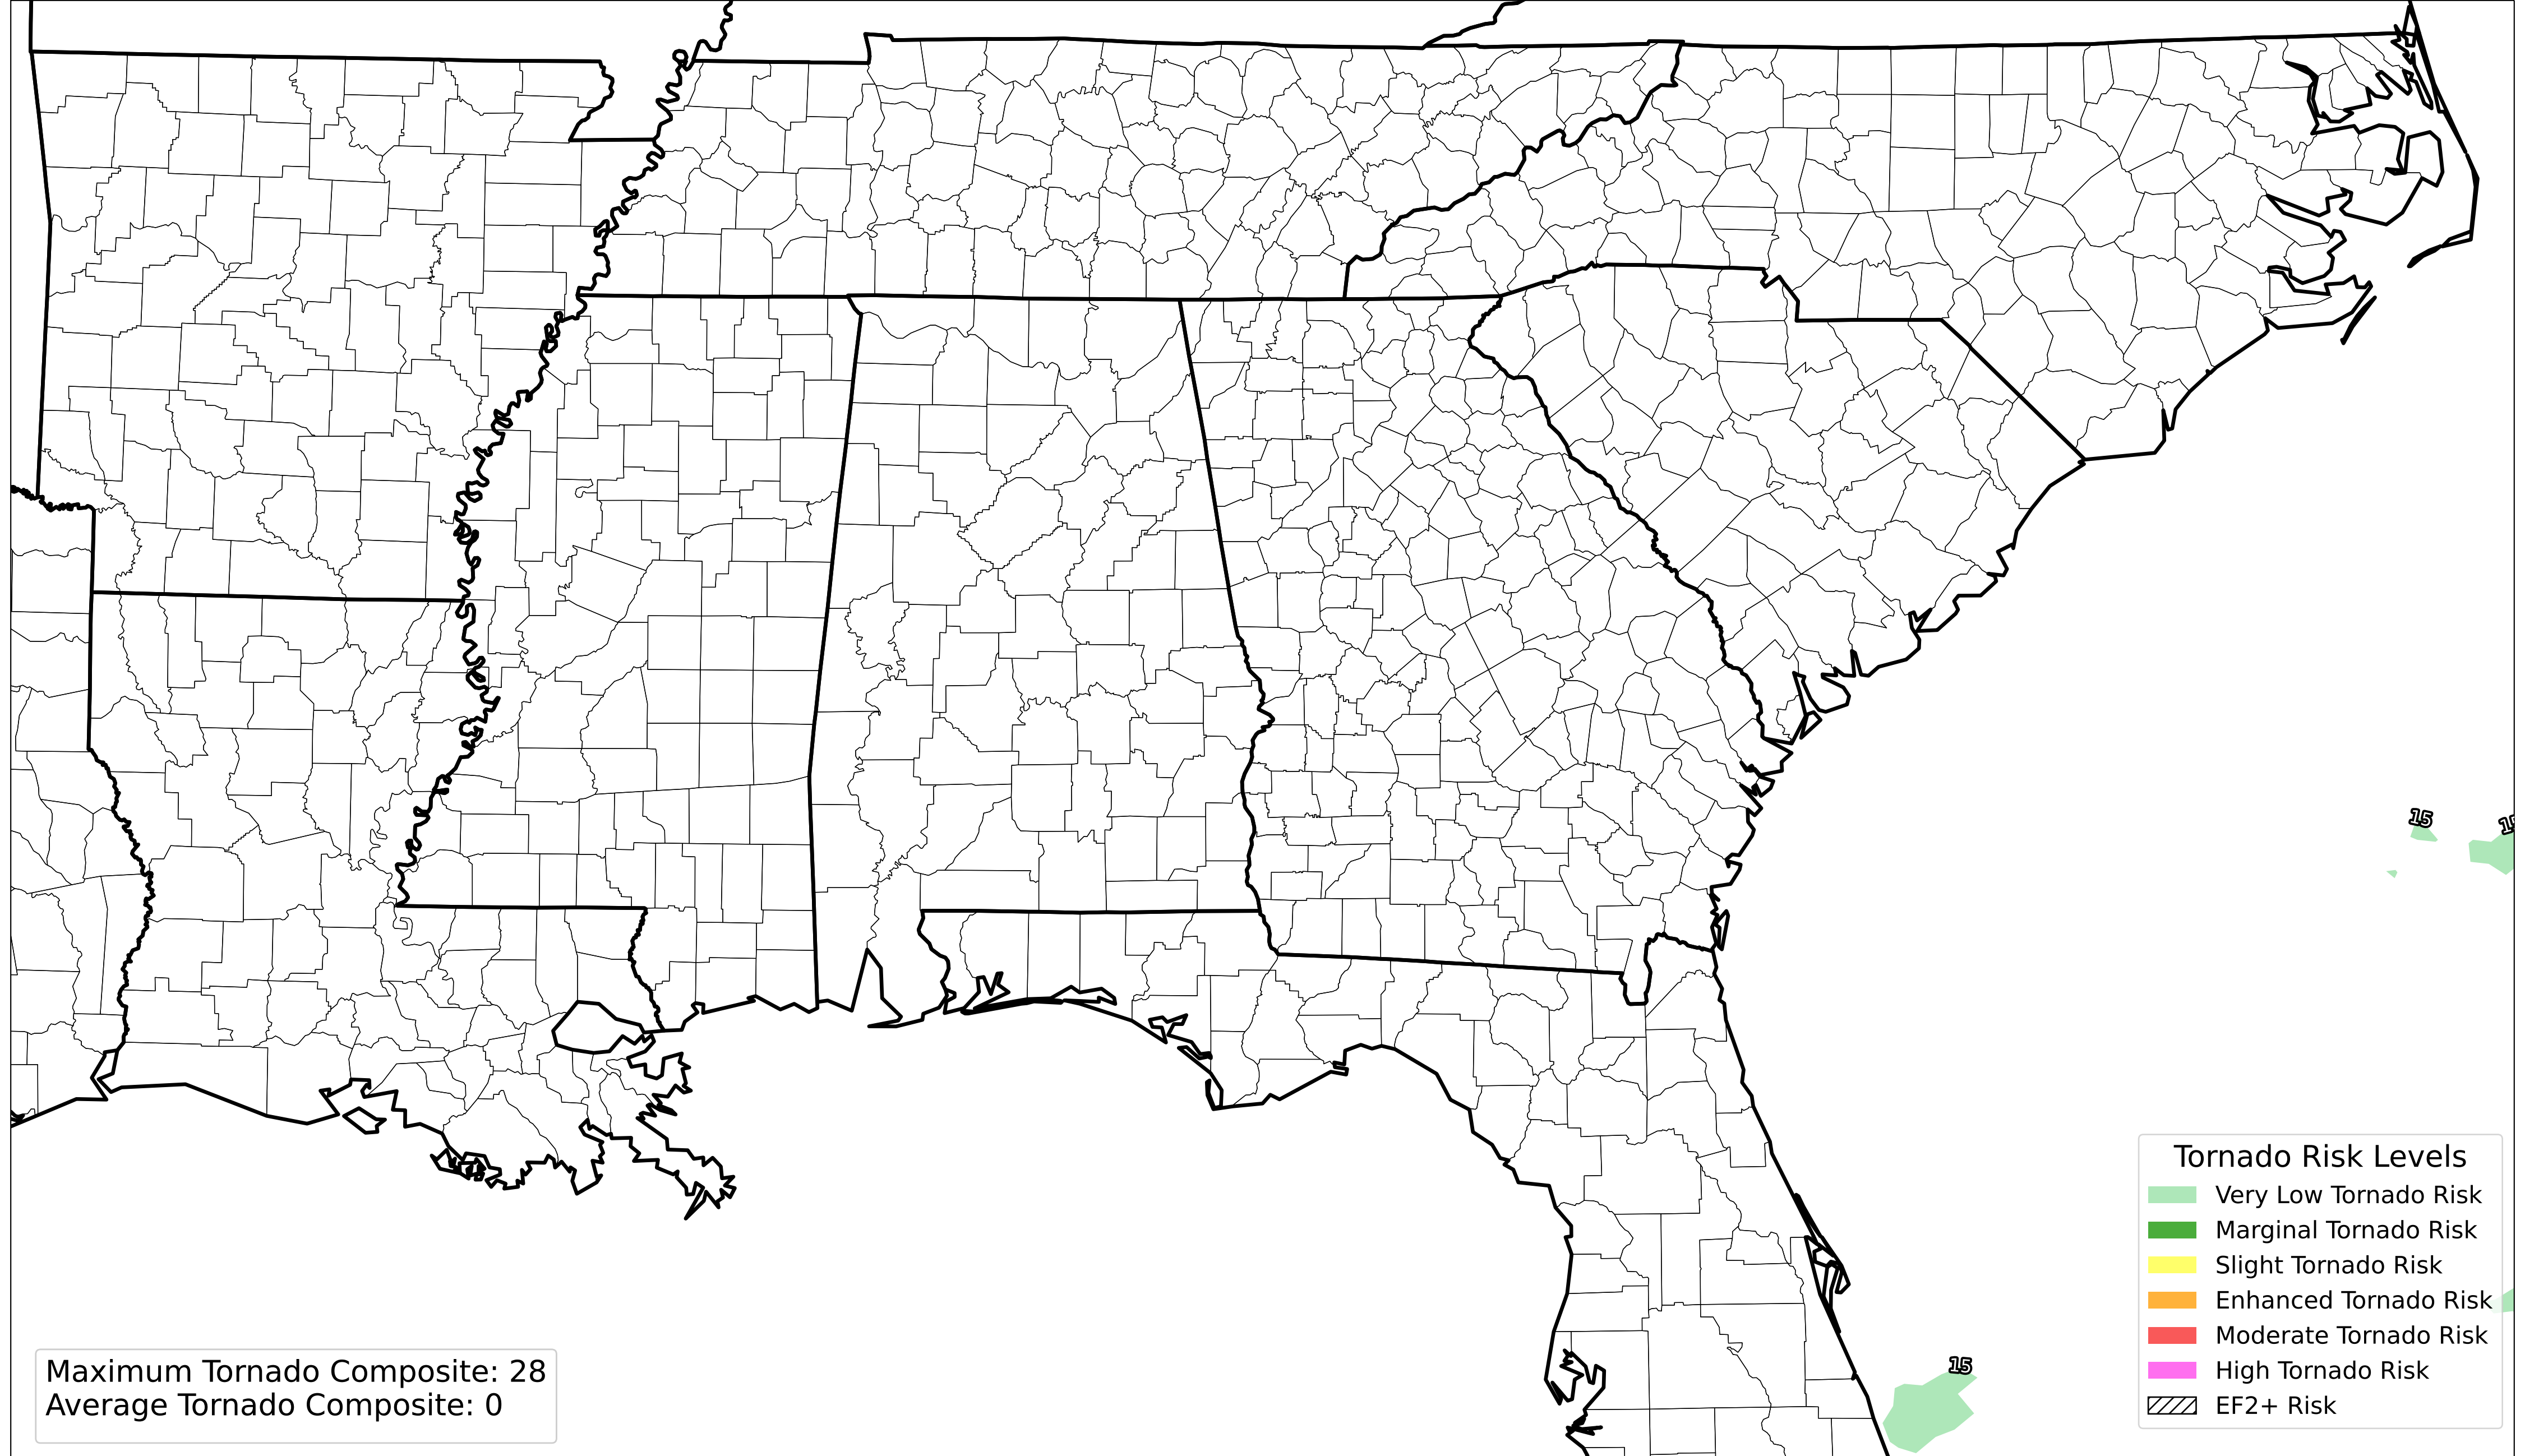 15
15
Tornado Risk Levels
Very Low Tornado Risk
Marginal Tornado Risk
Slight Tornado Risk
Enhanced Tornado Risk
Moderate Tornado Risk
High Tornado Risk
EF2+ Risk
Maximum Tornado Composite: 28
Average Tornado Composite: 0